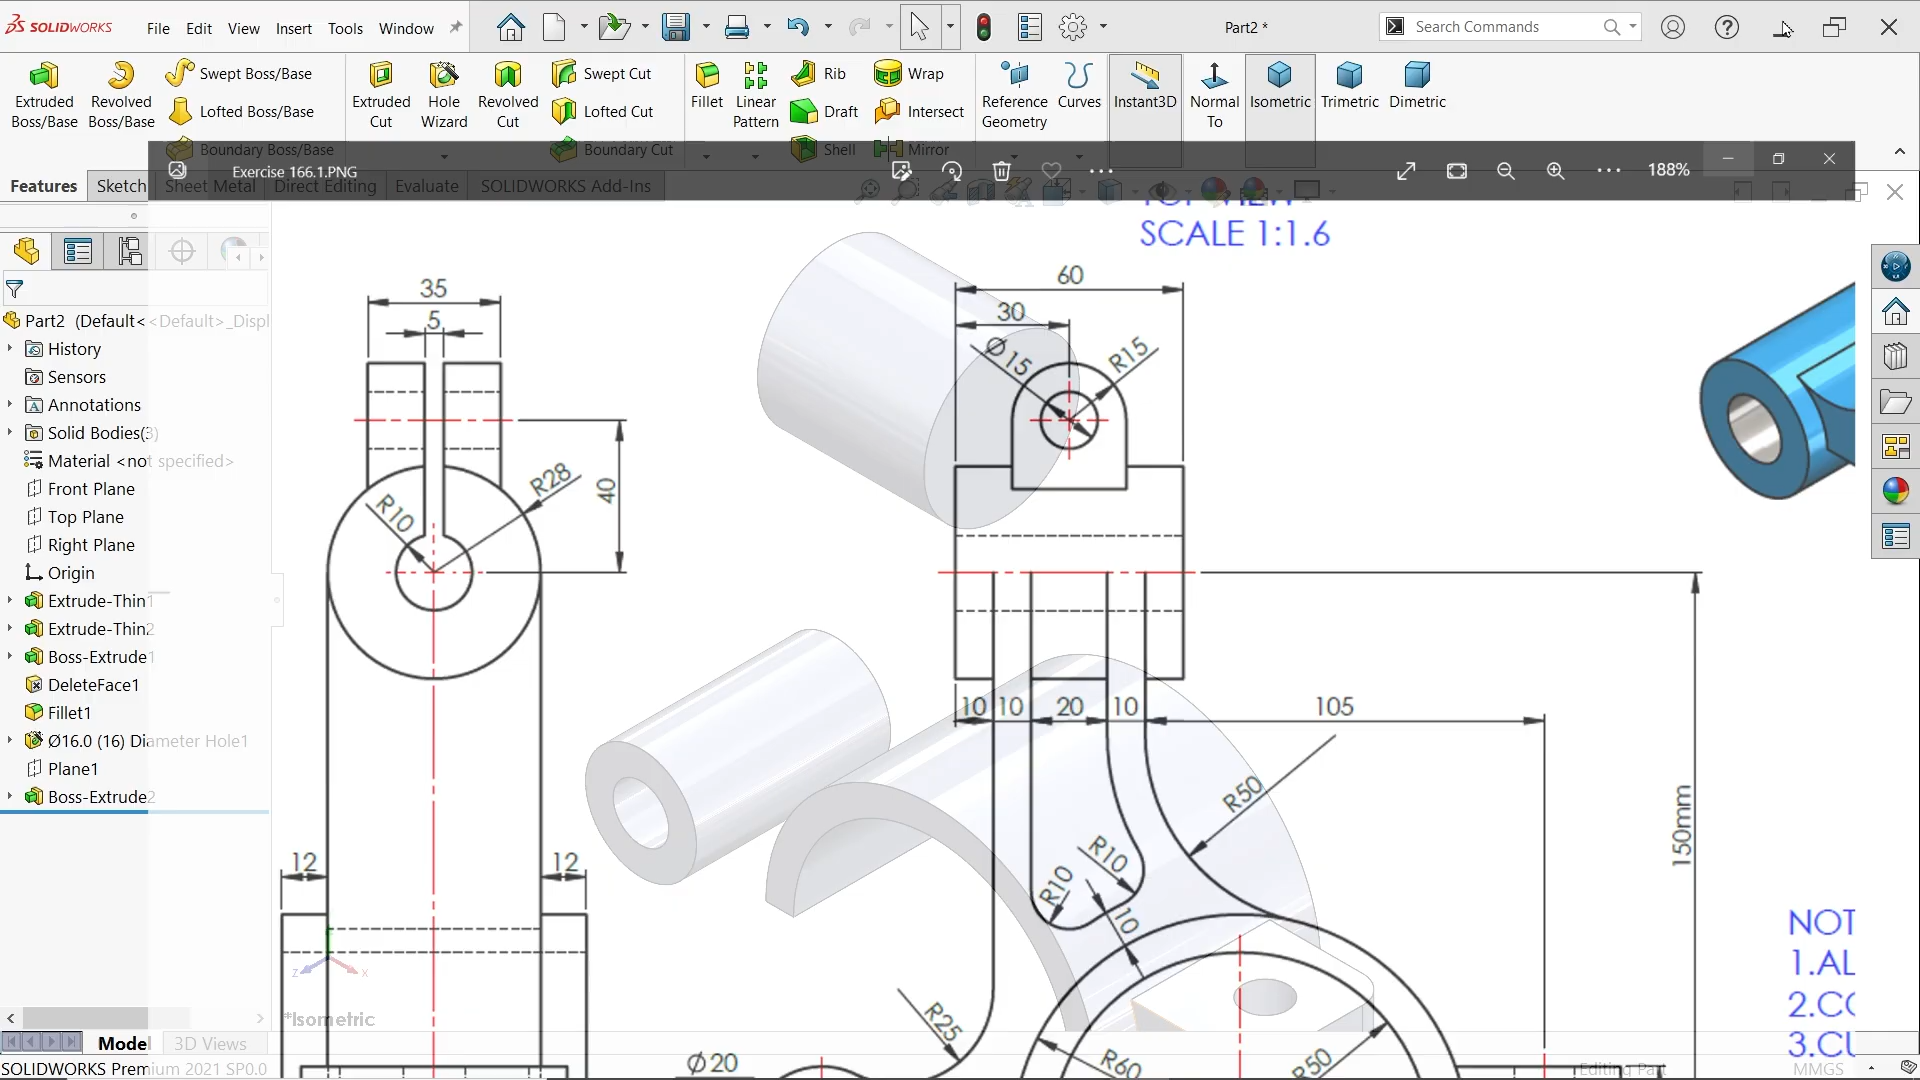 SOLIDWORKS
File Edit View Insert Tools Window
Part2 *
Search Commands
Extruded Boss/Base
Revolved Boss/Base
Swept Boss/Base
Lofted Boss/Base
Boundary Boss/Base
Extruded Cut
Hole Wizard
Revolved Cut
Swept Cut
Lofted Cut
Boundary Cut
Fillet
Linear Pattern
Rib
Draft
Shell
Wrap
Intersect
Mirror
Reference Geometry
Curves
Instant3D
Normal To
Isometric
Trimetric
Dimetric
Exercise 166.1.PNG
188%
Features Sketch Sheet Metal Direct Editing Evaluate SOLIDWORKS Add-Ins
SCALE 1:1.6
Part2 (Default<<Default>_Displ
History
Sensors
Annotations
Solid Bodies(3)
Material <not specified>
Front Plane
Top Plane
Right Plane
Origin
Extrude-Thin1
Extrude-Thin2
Boss-Extrude1
DeleteFace1
Fillet1
Ø16.0 (16) Diameter Hole1
Plane1
Boss-Extrude2
35
5
R28
40
R10
12
12
60
30
Ø15
R15
10 10 20 10
105
R50
150mm
R10
R10
10
R25
Ø20
R60
R50
NOT
1.AL
2.CO
3.CU
z
x
*Isometric
Model 3D Views
SOLIDWORKS Premium 2021 SP0.0
Editing Part
MMGS